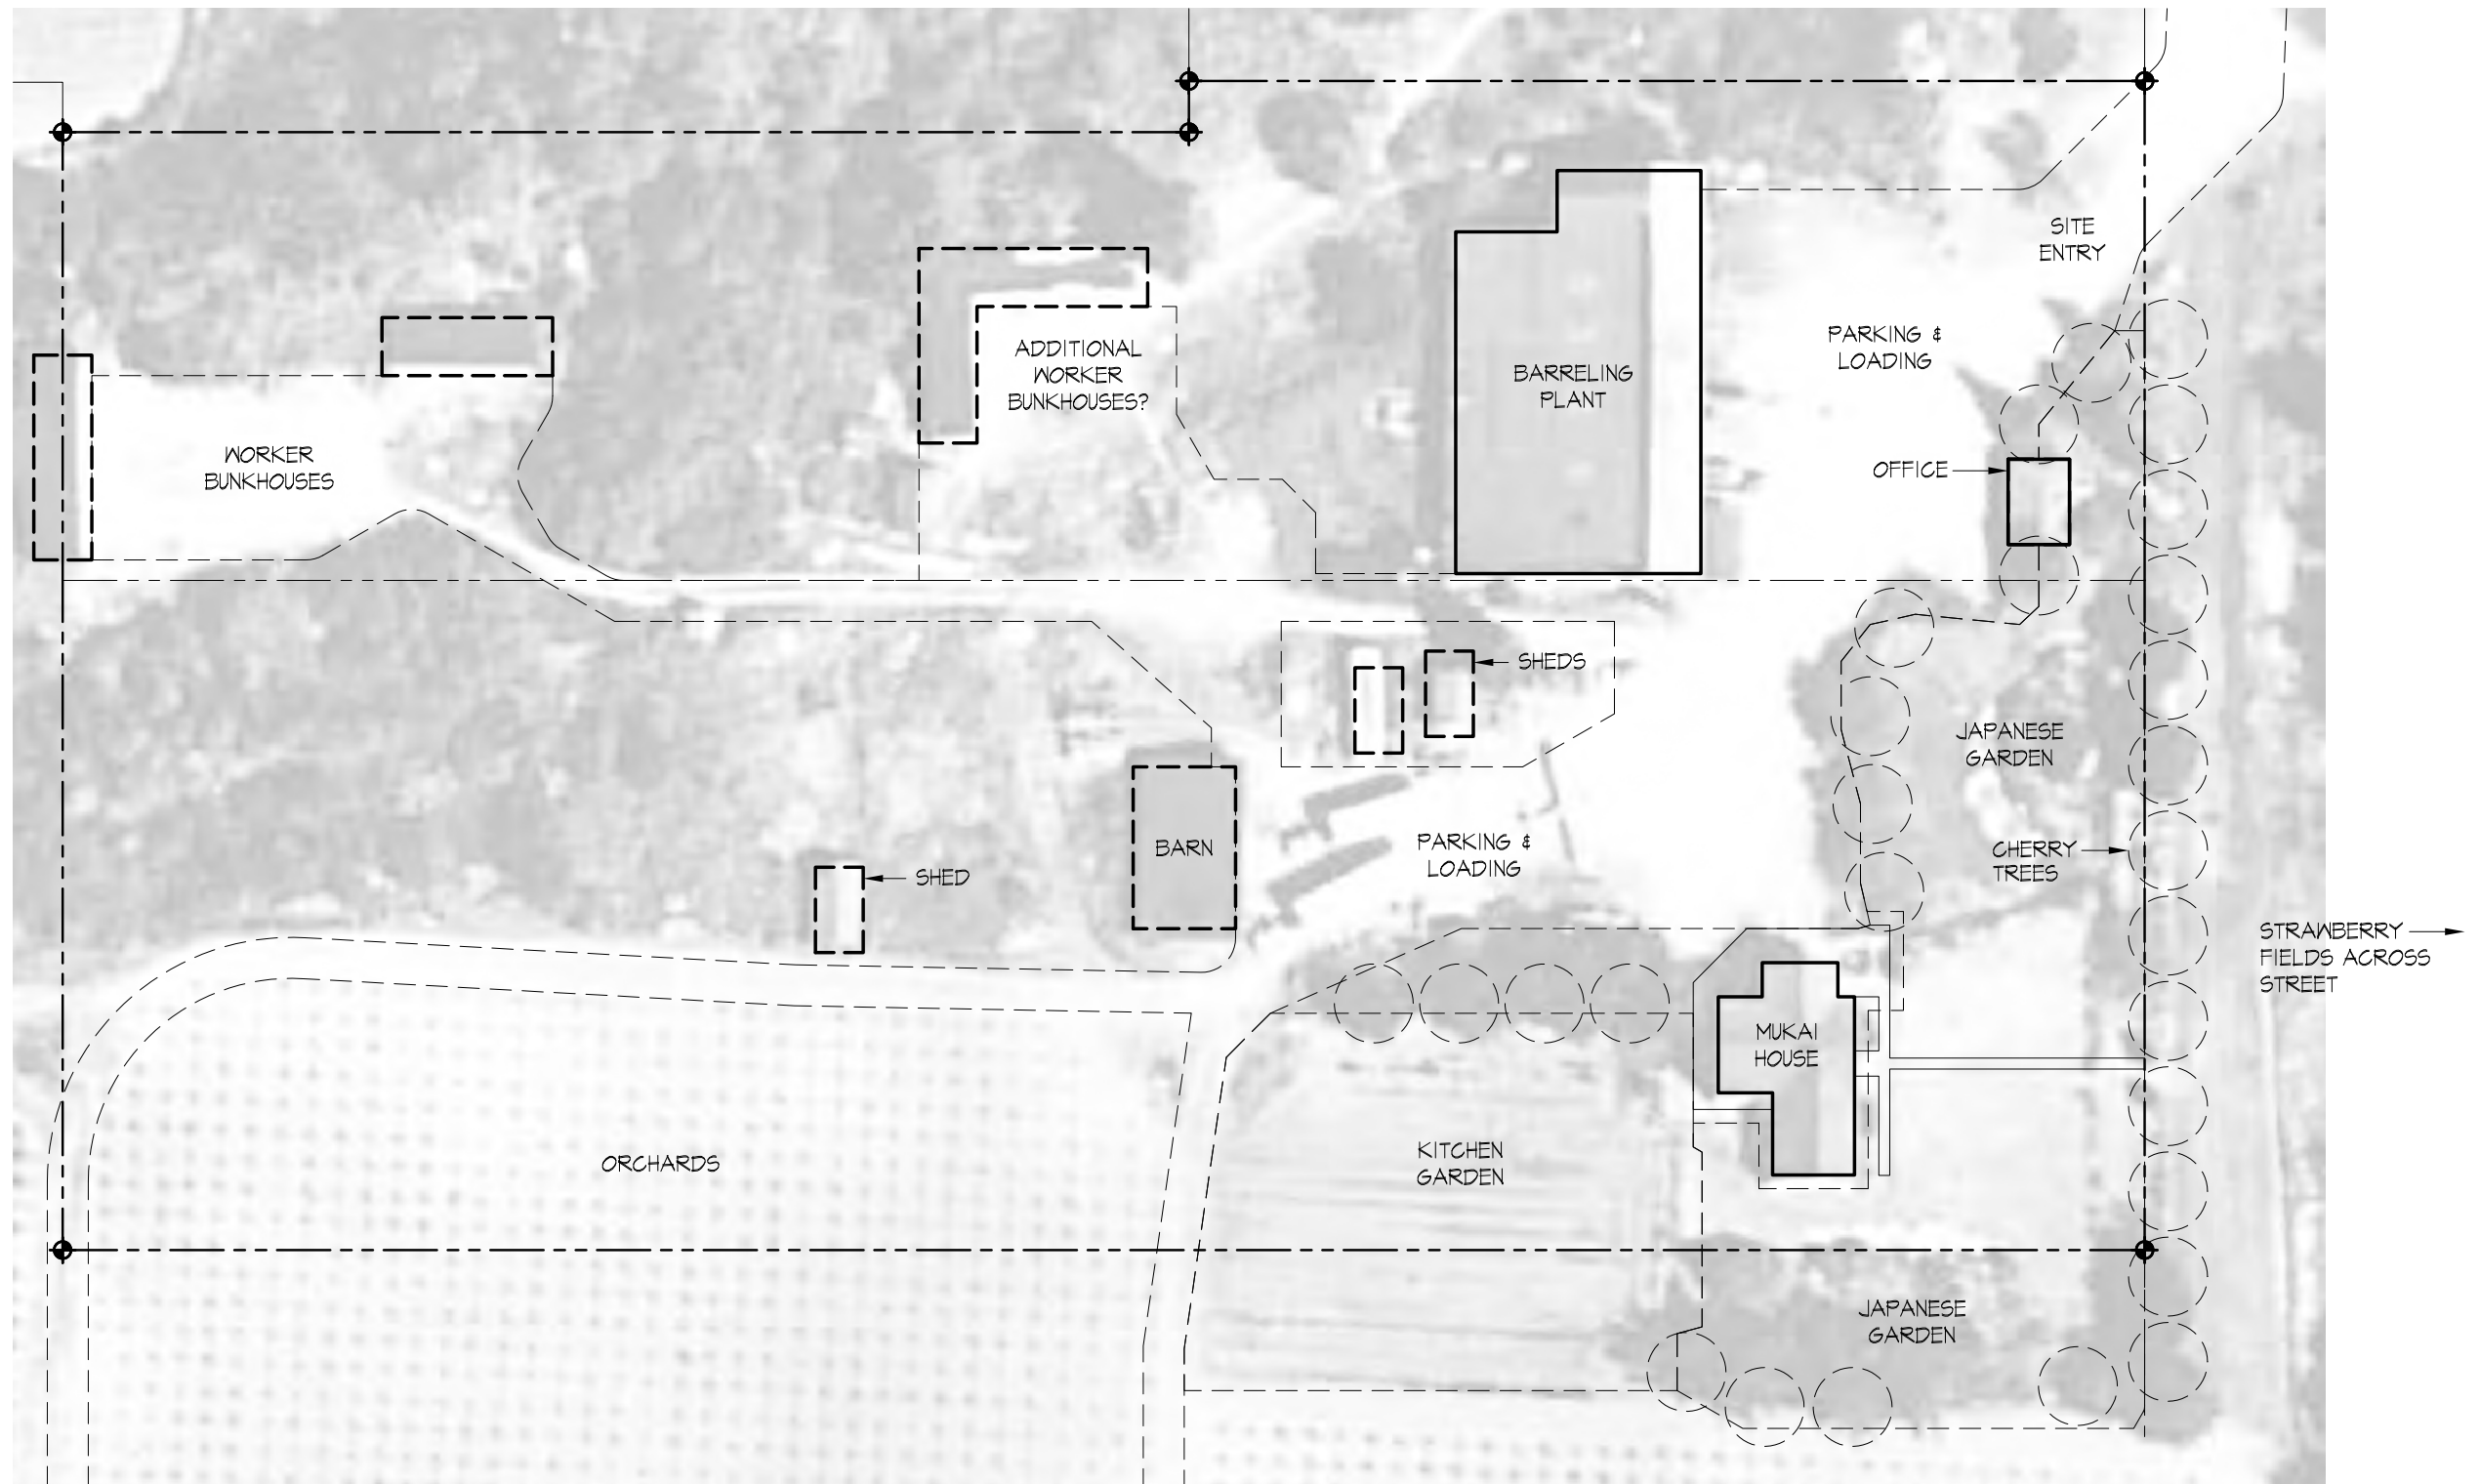 SITE
ENTRY
PARKING &
LOADING
ADDITIONAL
WORKER
BUNKHOUSES?
BARRELING
PLANT
WORKER
BUNKHOUSES
OFFICE
SHEDS
JAPANESE
GARDEN
BARN
PARKING &
LOADING
CHERRY
TREES
SHED
STRAWBERRY
FIELDS ACROSS
STREET
MUKAI
HOUSE
ORCHARDS
KITCHEN
GARDEN
JAPANESE
GARDEN